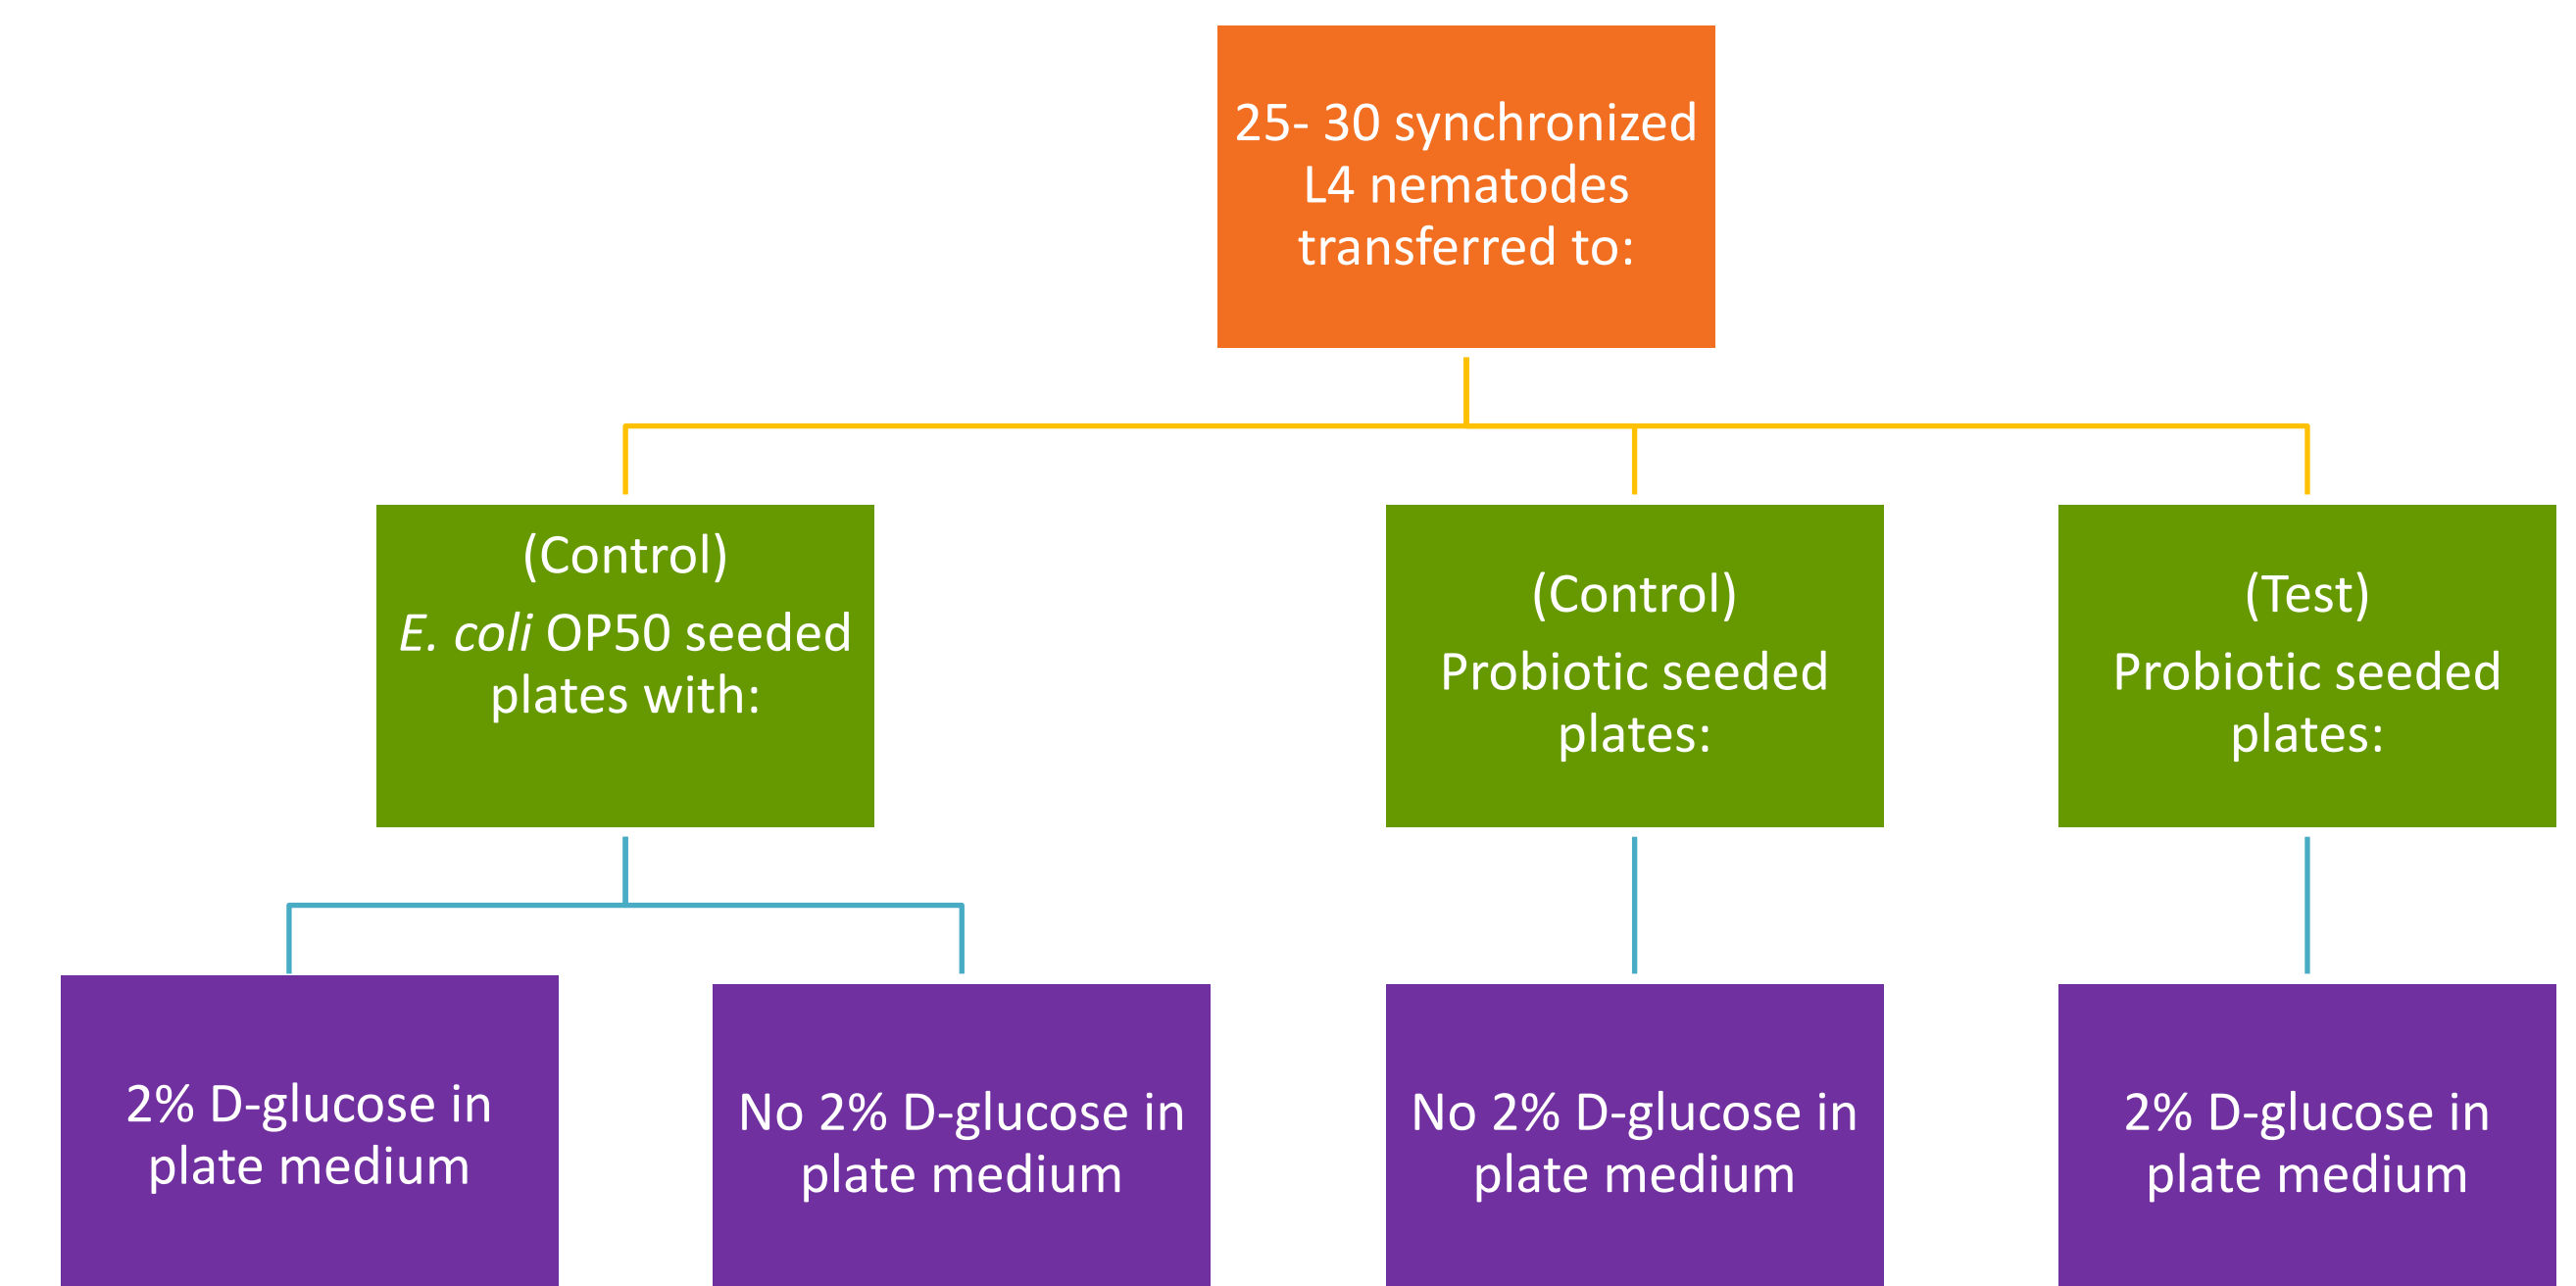 25- 30 synchronized
L4 nematodes
transferred to:
(Control)
E. coli OP50 seeded
plates with:
(Control)
Probiotic seeded
plates:
(Test)
Probiotic seeded
plates:
2% D-glucose in
plate medium
No 2% D-glucose in
plate medium
No 2% D-glucose in
plate medium
2% D-glucose in
plate medium